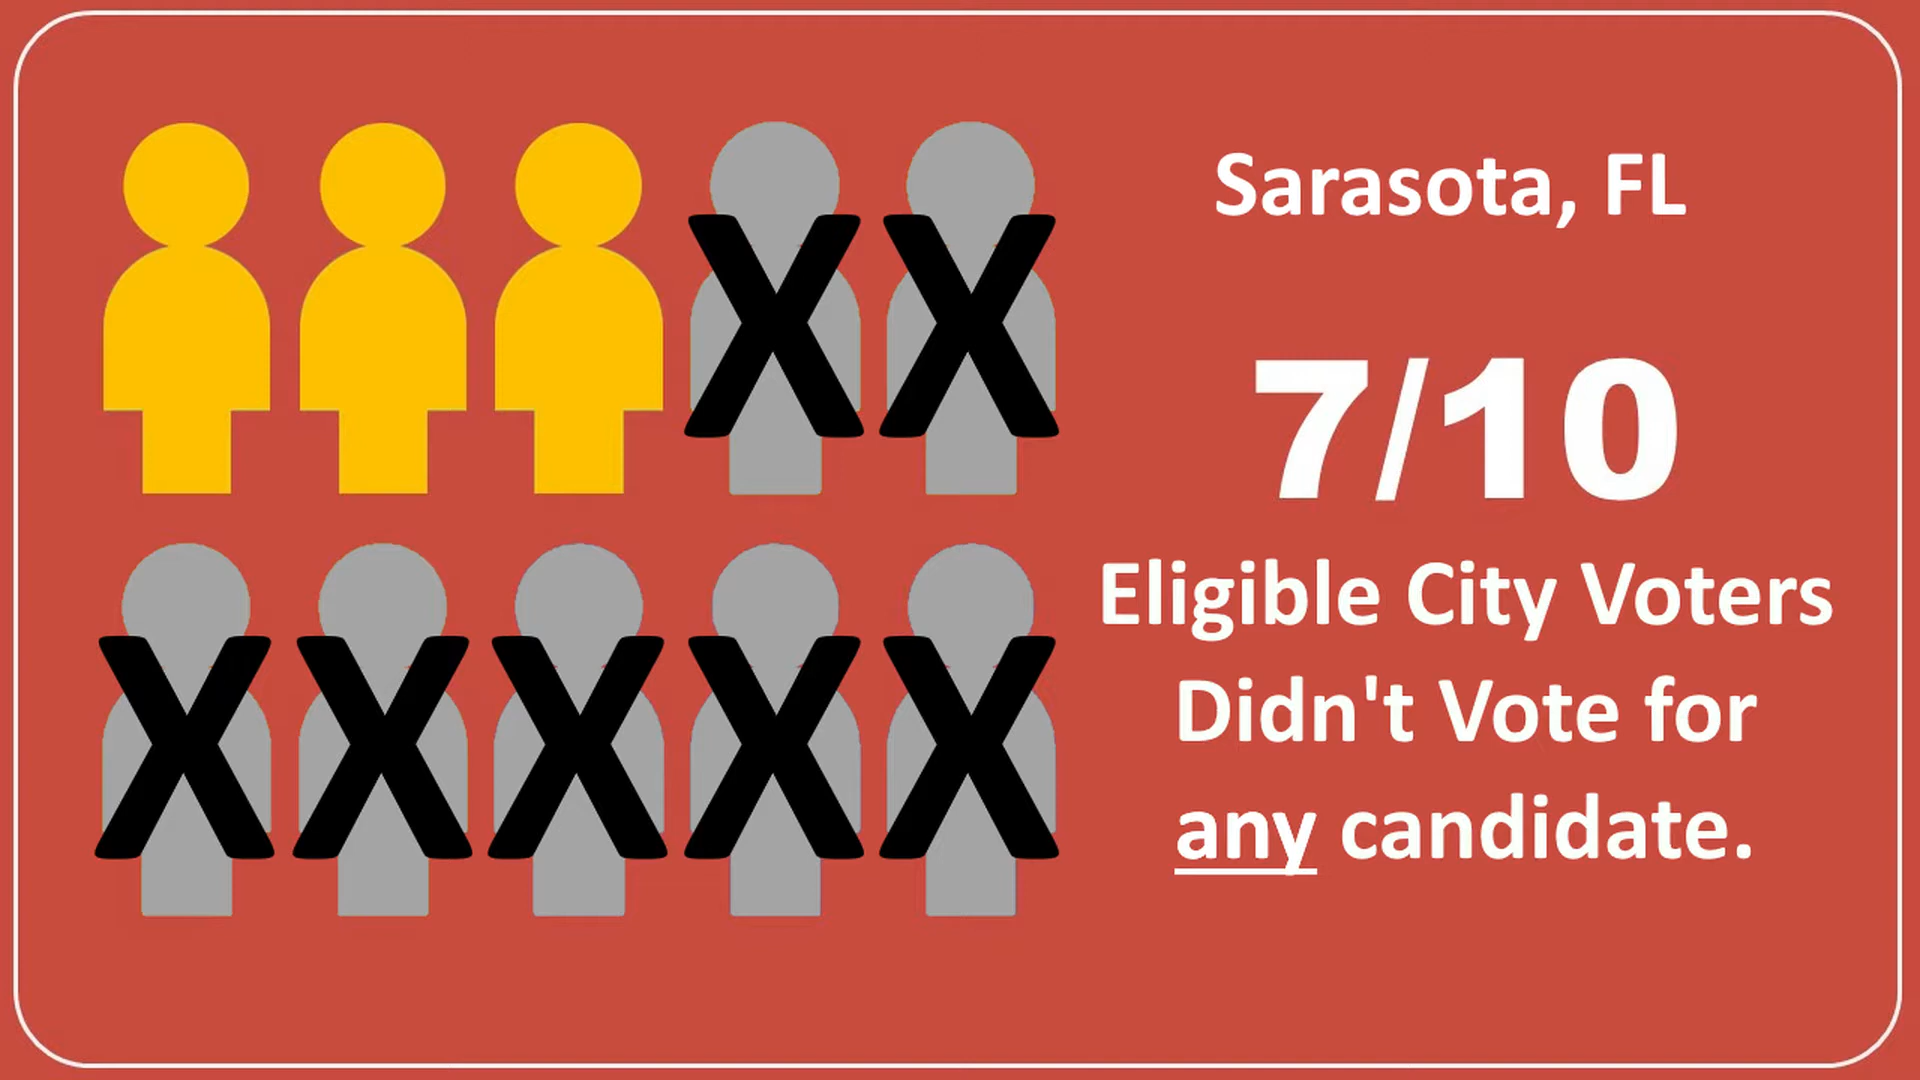 Sarasota, FL
7/10
Eligible City Voters
Didn't Vote for
any candidate.